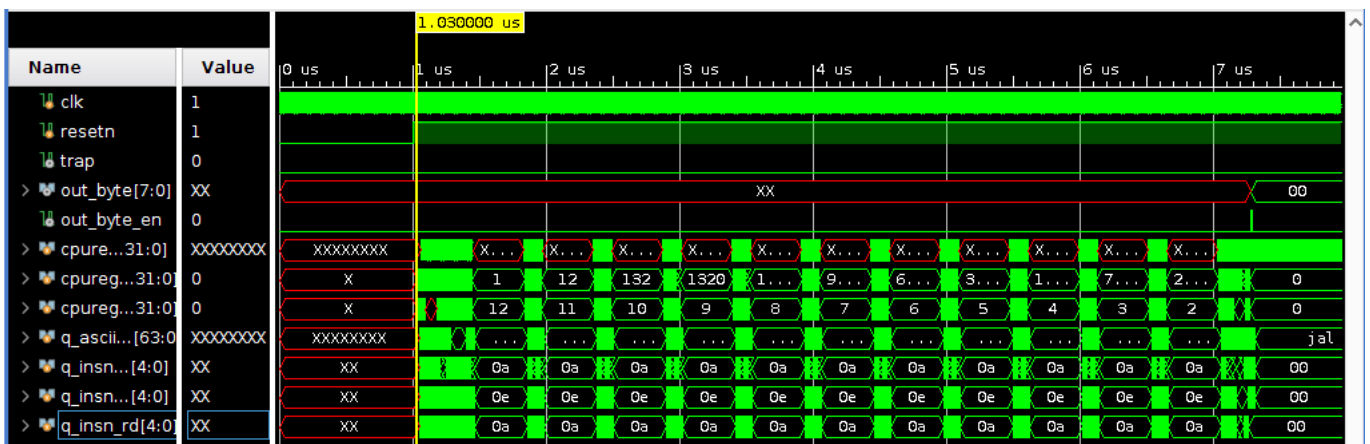 1.030000 us
Name Value 0 us 1 us 2 us 3 us 4 us 5 us 6 us 7 us
clk 1
resetn 1
trap 0
out_byte[7:0] XX XX 00
out_byte_en 0
cpure...31:0] XXXXXXXX XXXXXXXX X... X... X... X... X... X... X... X... X... X... X...
cpureg...31:0] 0 X 1 12 132 1320 1... 9... 6... 3... 1... 7... 2... 0
cpureg...31:0] 0 X 12 11 10 9 8 7 6 5 4 3 2 0
q_ascii...[63:0 XXXXXXXX XXXXXXXX ... ... ... ... ... ... ... ... ... ... ... jal
q_insn...[4:0] XX XX 0a 0a 0a 0a 0a 0a 0a 0a 0a 0a 0a 00
q_insn...[4:0] XX XX 0e 0e 0e 0e 0e 0e 0e 0e 0e 0e 0e 00
q_insn_rd[4:0] XX XX 0a 0a 0a 0a 0a 0a 0a 0a 0a 0a 0a 00